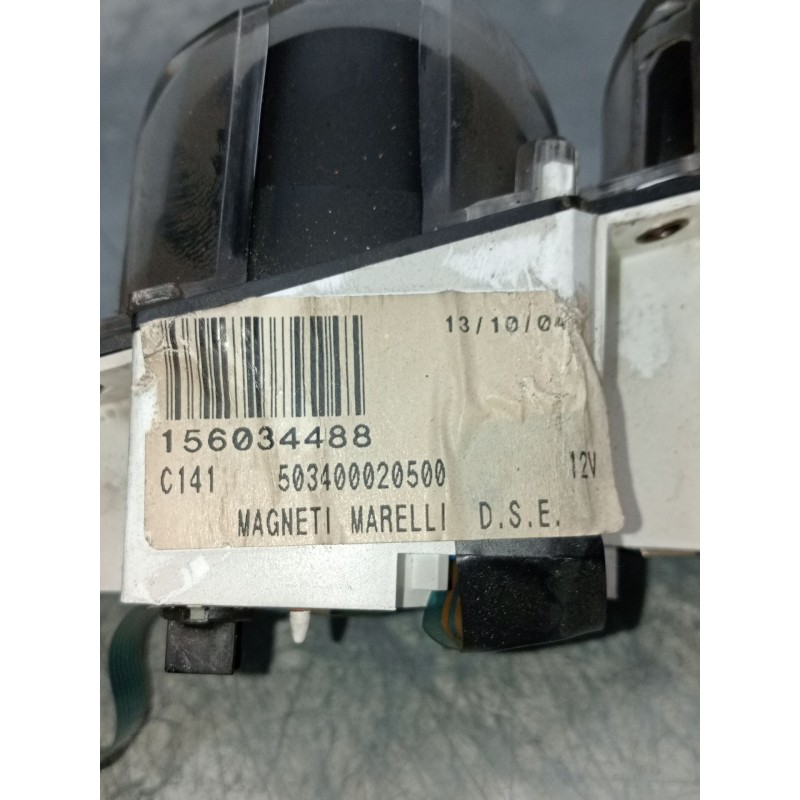 13/10/04
156034488
C141 503400020500 12V
MAGNETI MARELLI D.S.E.